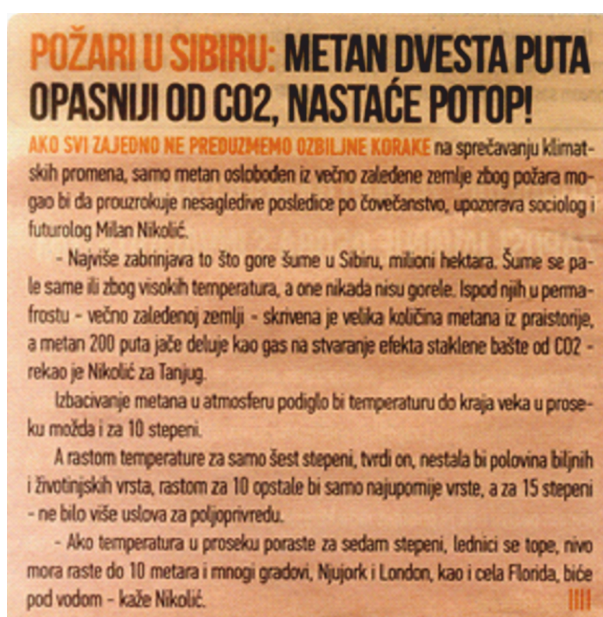 POŽARI U SIBIRU: METAN DVESTA PUTA
OPASNIJI OD CO2, NASTAĆE POTOP!
AKO SVI ZAJEDNO NE PREDUZMEMO OZBILJNE KORAKE na sprečavanju klimat-
skih promena, samo metan oslobođen iz večno zaleđene zemlje zbog požara mo-
gao bi da prouzrokuje nesagledive posledice po čovečanstvo, upozorava sociolog i
futurolog Milan Nikolić.
- Najviše zabrinjava to što gore šume u Sibiru, milioni hektara. Šume se pa-
le same ili zbog visokih temperatura, a one nikada nisu gorele. Ispod njih u perma-
frostu - večno zaleđenoj zemlji - skrivena je velika količina metana iz praistorije,
a metan 200 puta jače deluje kao gas na stvaranje efekta staklene bašte od CO2 -
rekao je Nikolić za Tanjug.
Izbacivanje metana u atmosferu podiglo bi temperaturu do kraja veka u prose-
ku možda i za 10 stepeni.
A rastom temperature za samo šest stepeni, tvrdi on, nestala bi polovina biljnih
i životinjskih vrsta, rastom za 10 opstale bi samo najupornije vrste, a za 15 stepeni
- ne bilo više uslova za poljoprivredu.
- Ako temperatura u proseku poraste za sedam stepeni, lednici se tope, nivo
mora raste do 10 metara i mnogi gradovi, Njujork i London, kao i cela Florida, biće
pod vodom - kaže Nikolić.